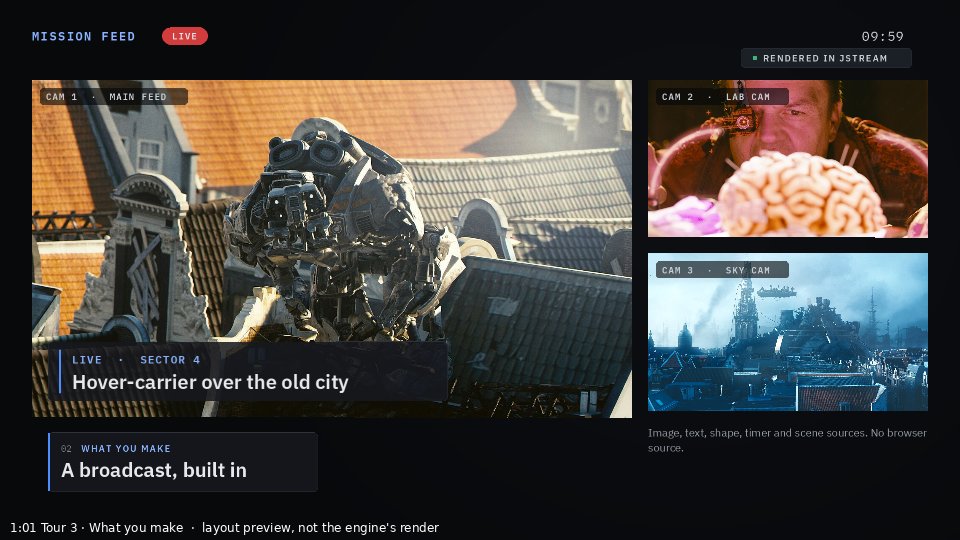 MISSION FEED
LIVE
09:59
RENDERED IN JSTREAM
CAM 1 · MAIN FEED
CAM 2 · LAB CAM
CAM 3 · SKY CAM
LIVE · SECTOR 4
Hover-carrier over the old city
Image, text, shape, timer and scene sources. No browser
source.
02 WHAT YOU MAKE
A broadcast, built in
1:01 Tour 3 · What you make · layout preview, not the engine's render